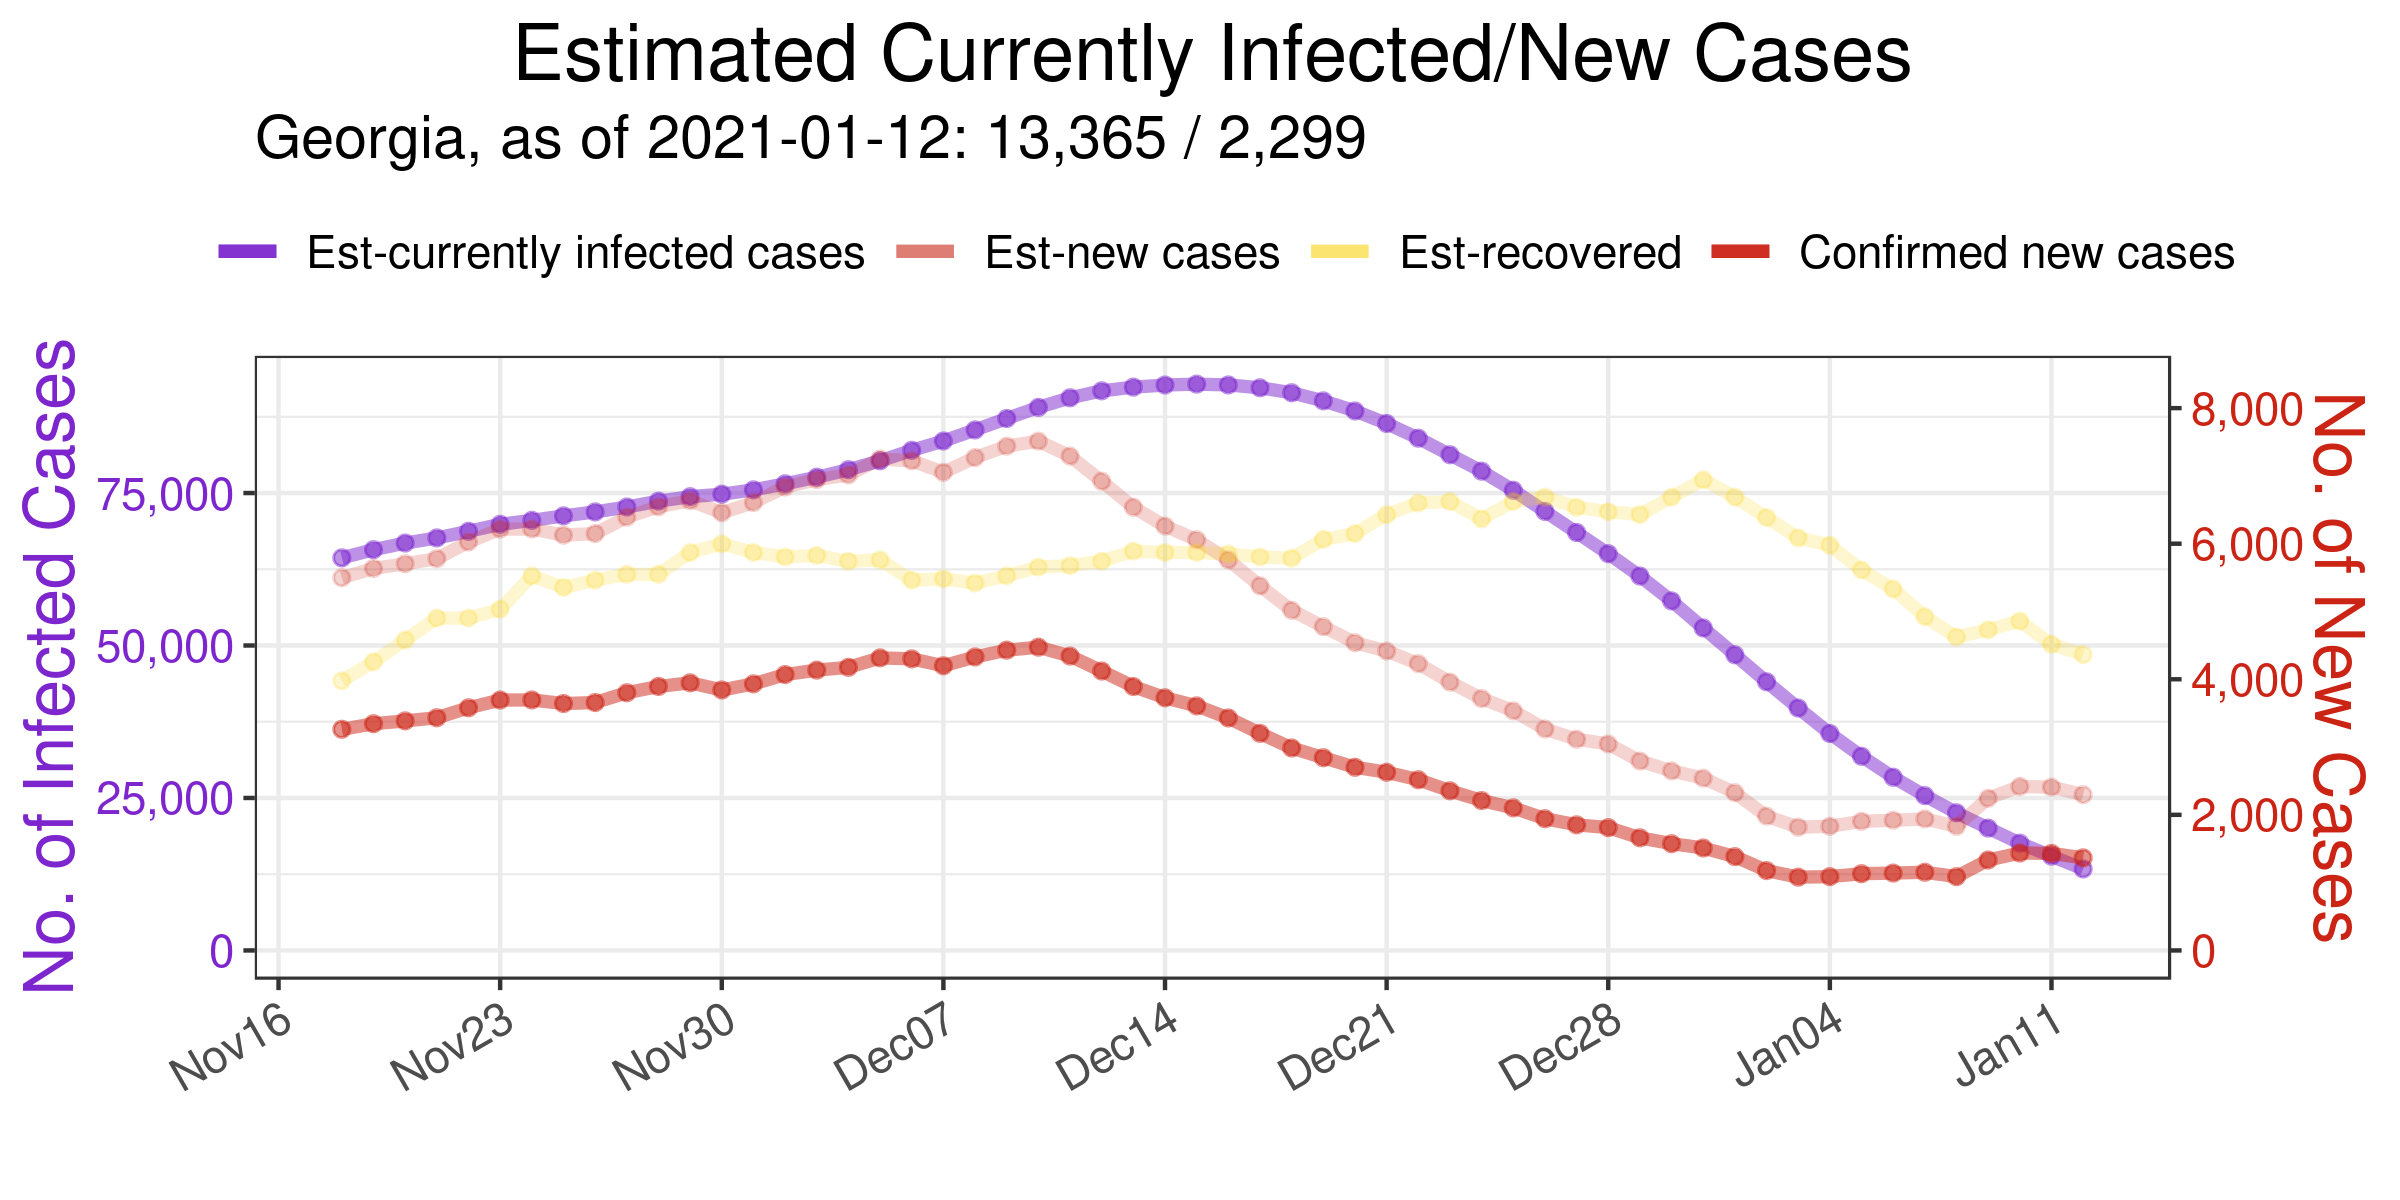 Estimated Currently Infected/New Cases
Georgia, as of 2021-01-12: 13,365 / 2,299
Est-currently infected cases Est-new cases Est-recovered Confirmed new cases
No. of Infected Cases
75,000
50,000
25,000
0
8,000
6,000
4,000
2,000
0
No. of New Cases
Nov16 Nov23 Nov30 Dec07 Dec14 Dec21 Dec28 Jan04 Jan11